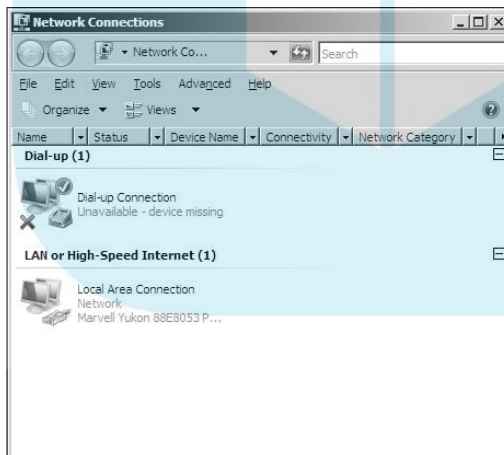 Network Connections
Network Co...
Search
File Edit View Tools Advanced Help
Organize Views
Name Status Device Name Connectivity Network Category
Dial-up (1)
Dial-up Connection
Unavailable - device missing
LAN or High-Speed Internet (1)
Local Area Connection
Network
Marvell Yukon 88E8053 P...